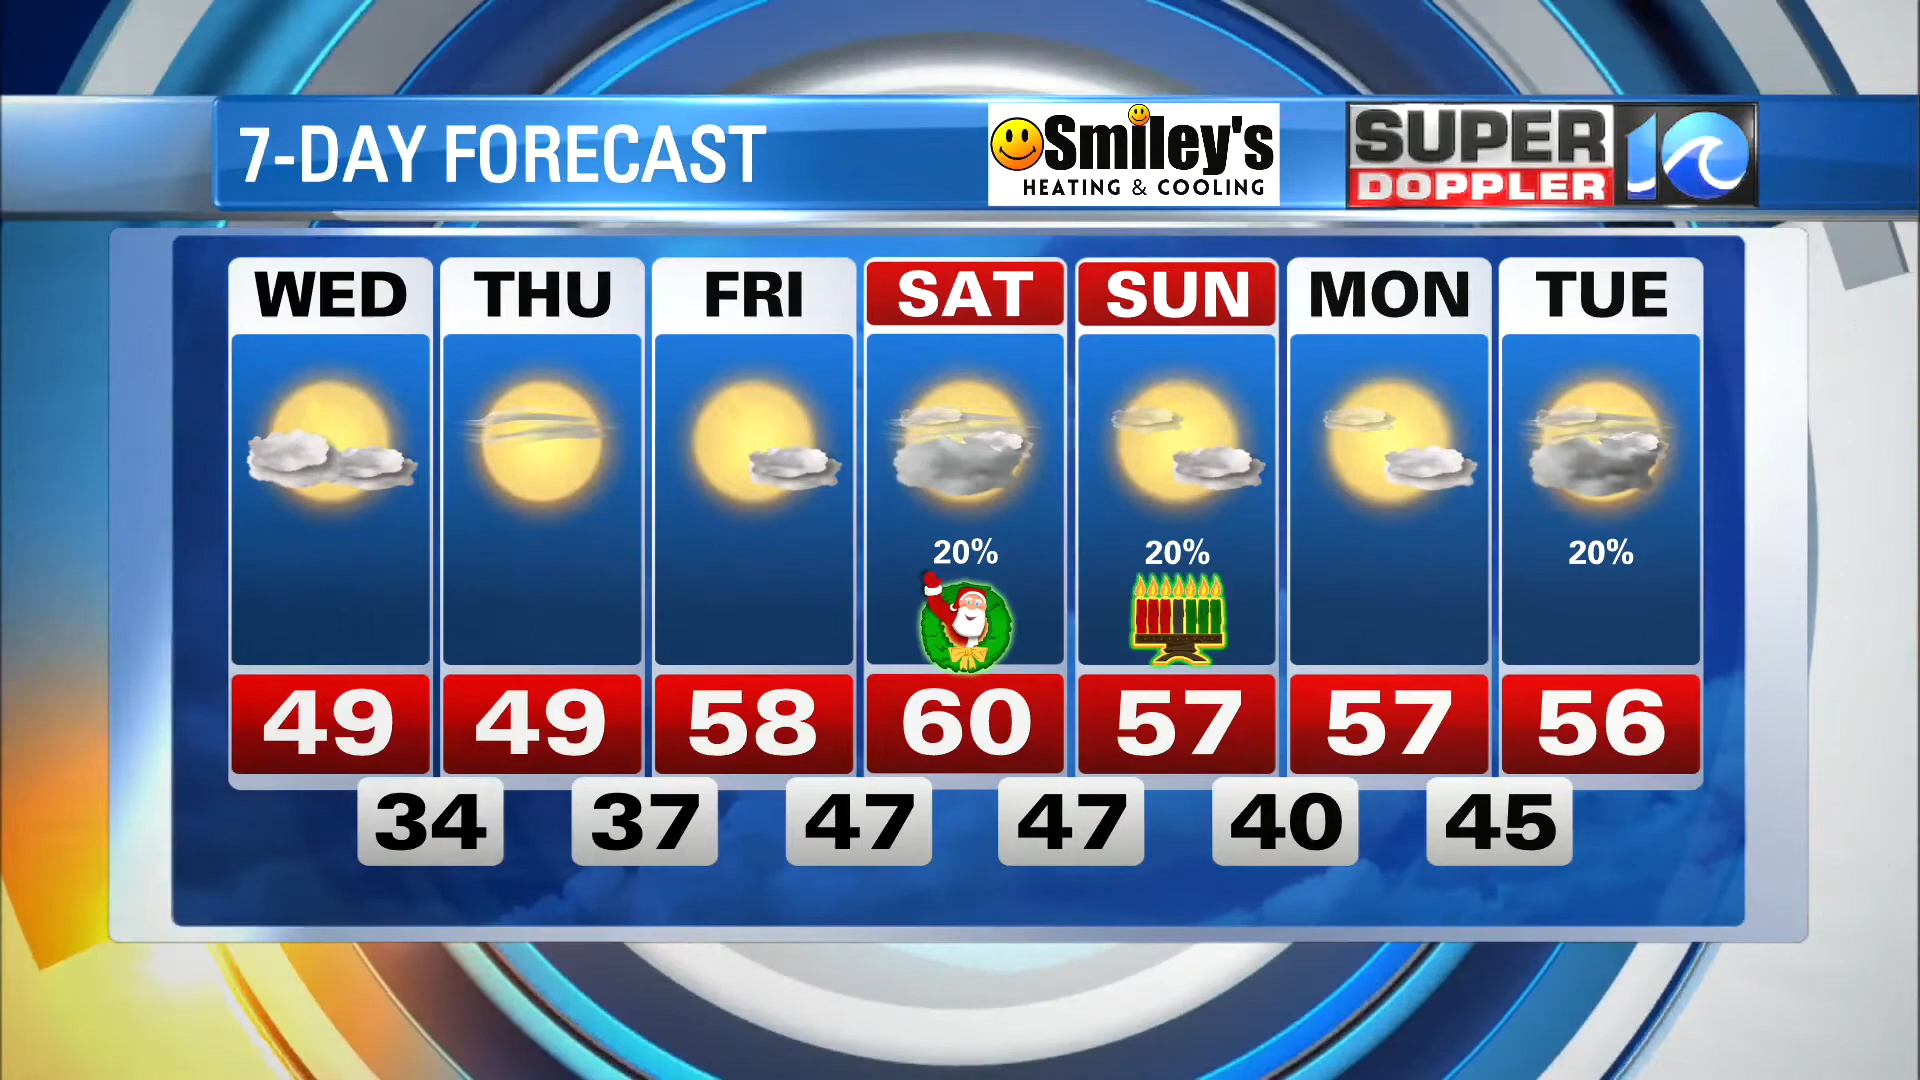 7-DAY FORECAST
Smiley's
HEATING & COOLING
SUPER
DOPPLER
10
WED THU FRI SAT SUN MON TUE
20% 20% 20%
49 49 58 60 57 57 56
34 37 47 47 40 45